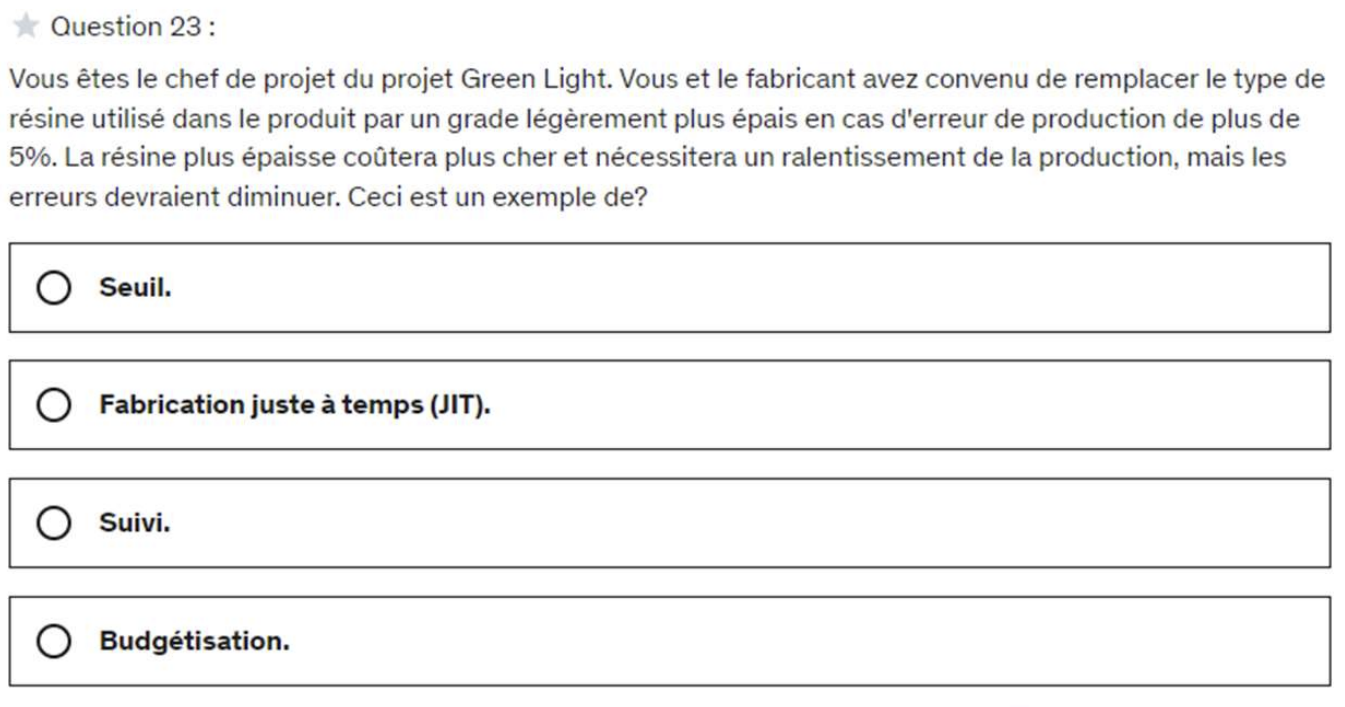 Question 23 :
Vous êtes le chef de projet du projet Green Light. Vous et le fabricant avez convenu de remplacer le type de
résine utilisé dans le produit par un grade légèrement plus épais en cas d'erreur de production de plus de
5%. La résine plus épaisse coûtera plus cher et nécessitera un ralentissement de la production, mais les
erreurs devraient diminuer. Ceci est un exemple de?
Seuil.
Fabrication juste à temps (JIT).
Suivi.
Budgétisation.